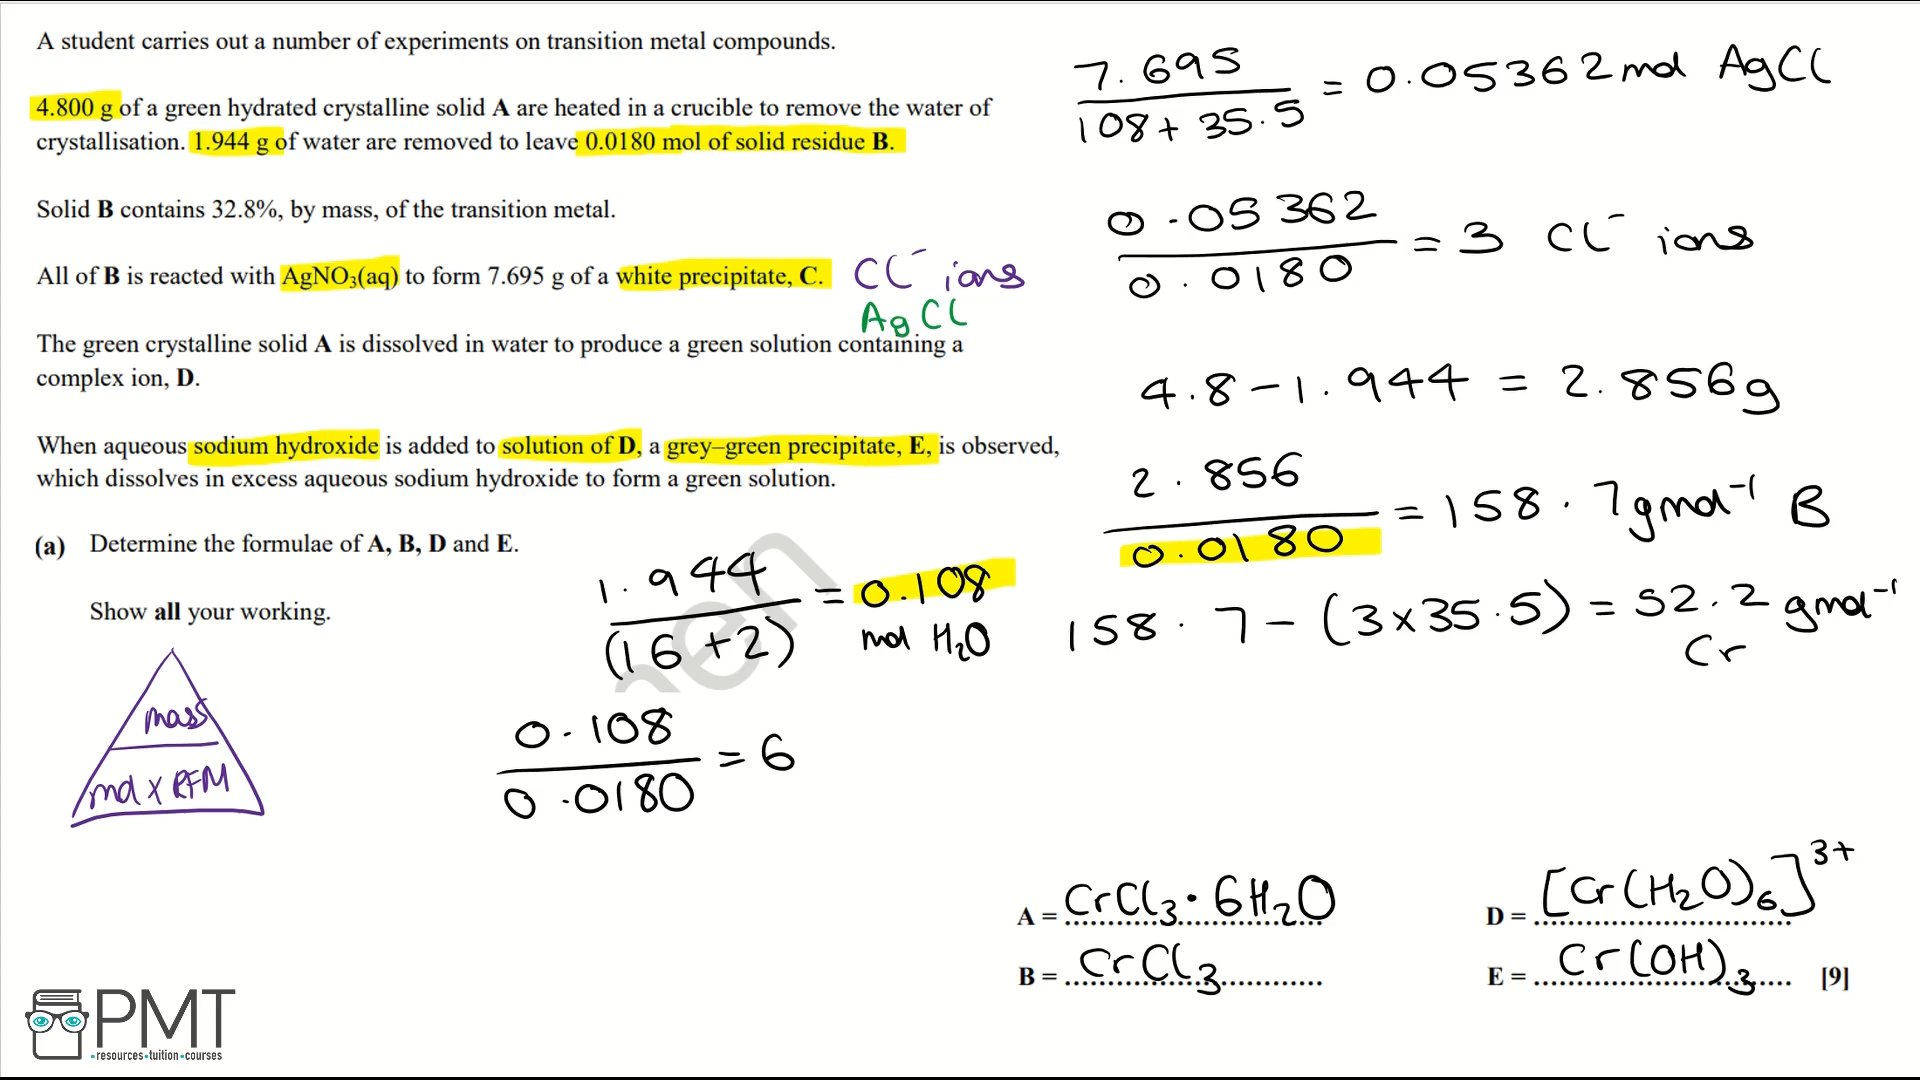 A student carries out a number of experiments on transition metal compounds.
4.800 g of a green hydrated crystalline solid A are heated in a crucible to remove the water of
crystallisation. 1.944 g of water are removed to leave 0.0180 mol of solid residue B.
Solid B contains 32.8%, by mass, of the transition metal.
All of B is reacted with AgNO₃(aq) to form 7.695 g of a white precipitate, C.
Cl⁻ ions
AgCl
The green crystalline solid A is dissolved in water to produce a green solution containing a
complex ion, D.
When aqueous sodium hydroxide is added to solution of D, a grey–green precipitate, E, is observed,
which dissolves in excess aqueous sodium hydroxide to form a green solution.
(a) Determine the formulae of A, B, D and E.
Show all your working.
mass
mol x RFM
1.944
(16+2)
= 0.108
mol H₂O
0.108
0.0180
= 6
7.695
108+35.5
= 0.05362 mol AgCl
0.05362
0.0180
= 3 Cl⁻ ions
4.8-1.944 = 2.856g
2.856
0.0180
= 158.7gmol⁻¹ B
158.7-(3x35.5) = 52.2 gmol⁻¹
Cr
A = CrCl₃•6H₂O
D = [Cr(H₂O)₆]³⁺
B = CrCl₃
E = Cr(OH)₃ [9]
PMT
•resources•tuition•courses